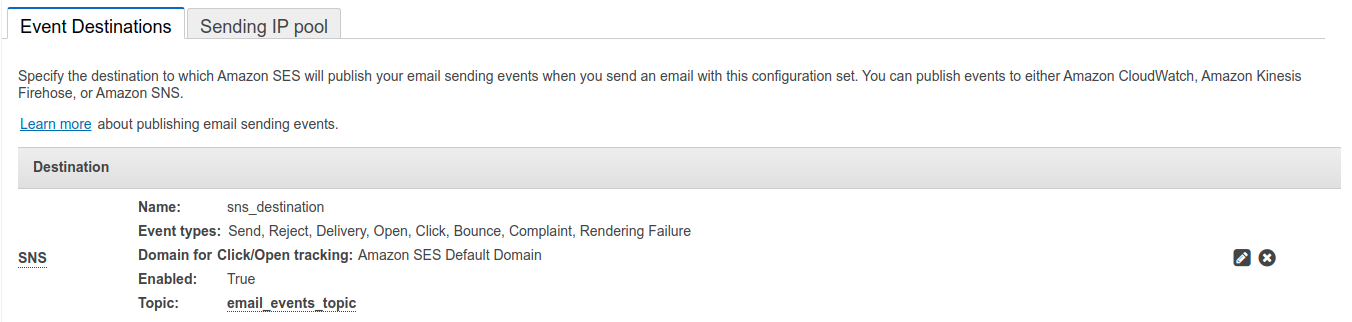 Event Destinations Sending IP pool
Specify the destination to which Amazon SES will publish your email sending events when you send an email with this configuration set. You can publish events to either Amazon CloudWatch, Amazon Kinesis
Firehose, or Amazon SNS.
Learn more about publishing email sending events.
Destination
Name: sns_destination
Event types: Send, Reject, Delivery, Open, Click, Bounce, Complaint, Rendering Failure
SNS
Domain for Click/Open tracking: Amazon SES Default Domain
Enabled: True
Topic: email_events_topic